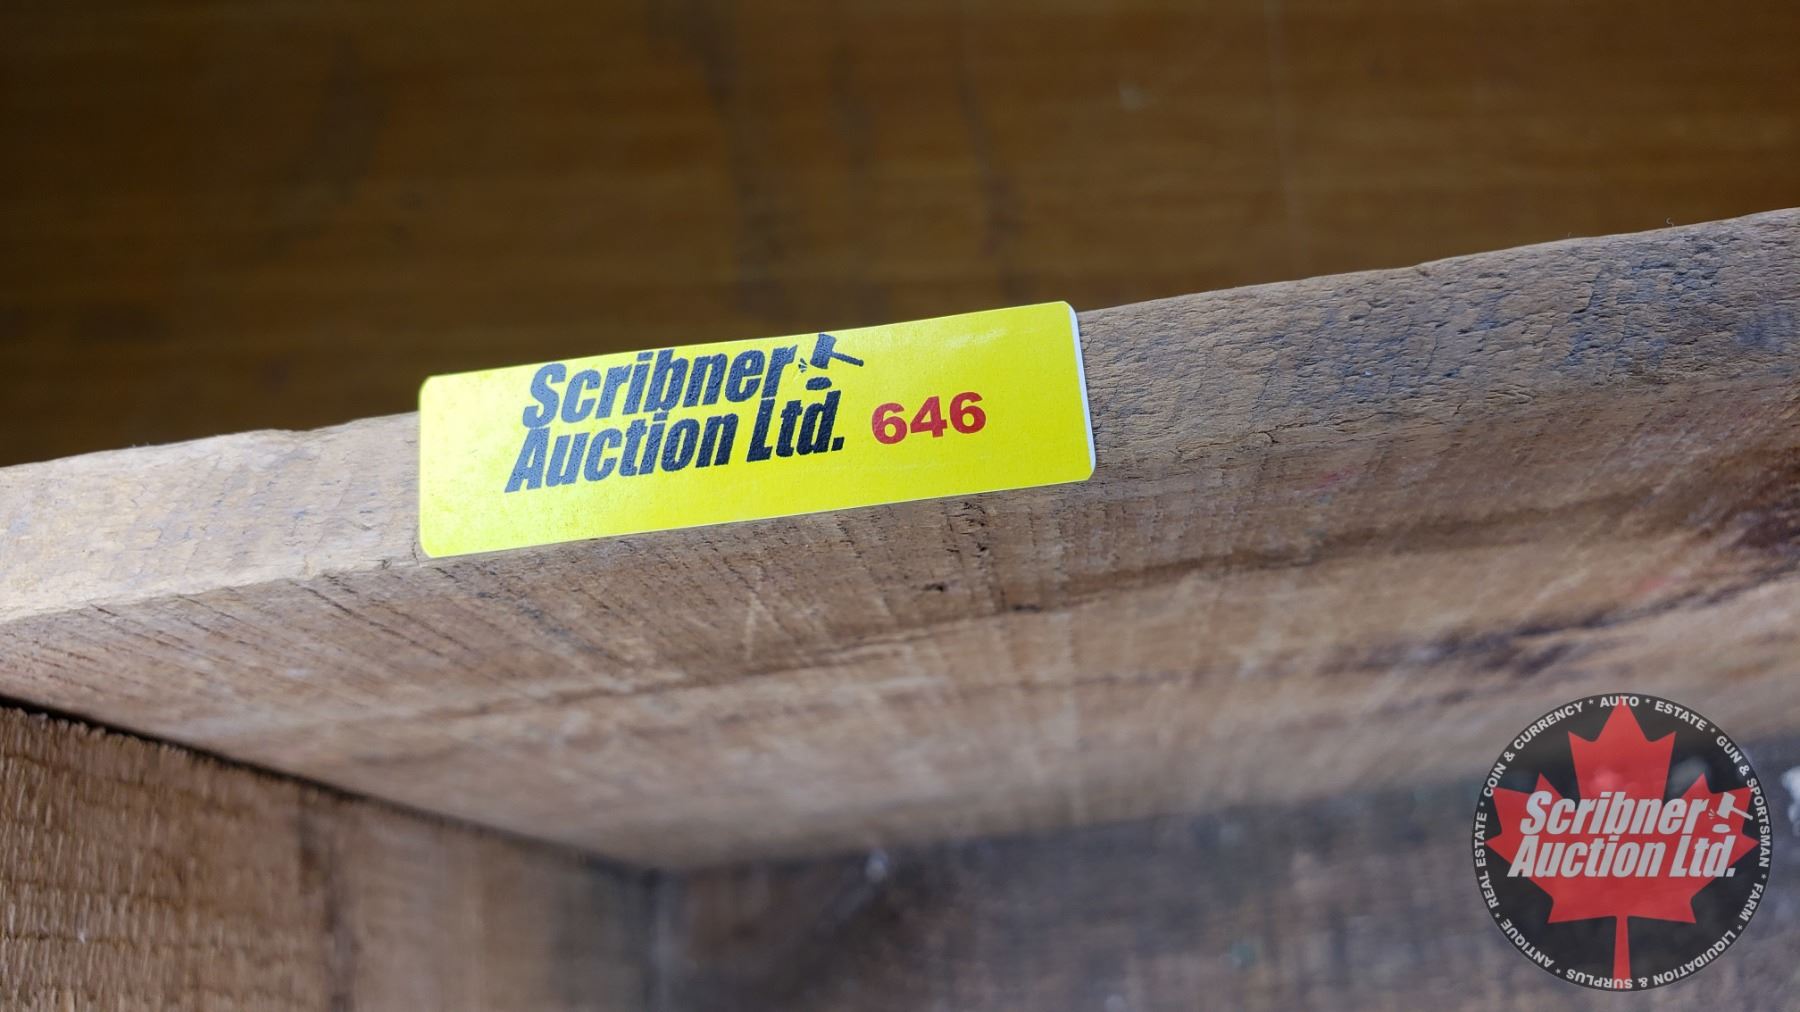 Scribner
Auction Ltd. 646
COIN & CURRENCY * AUTO * ESTATE * GUN & SPORTSMAN * FARM * LIQUIDATION & SURPLUS * ANTIQUE * REAL ESTATE *
Scribner
Auction Ltd.